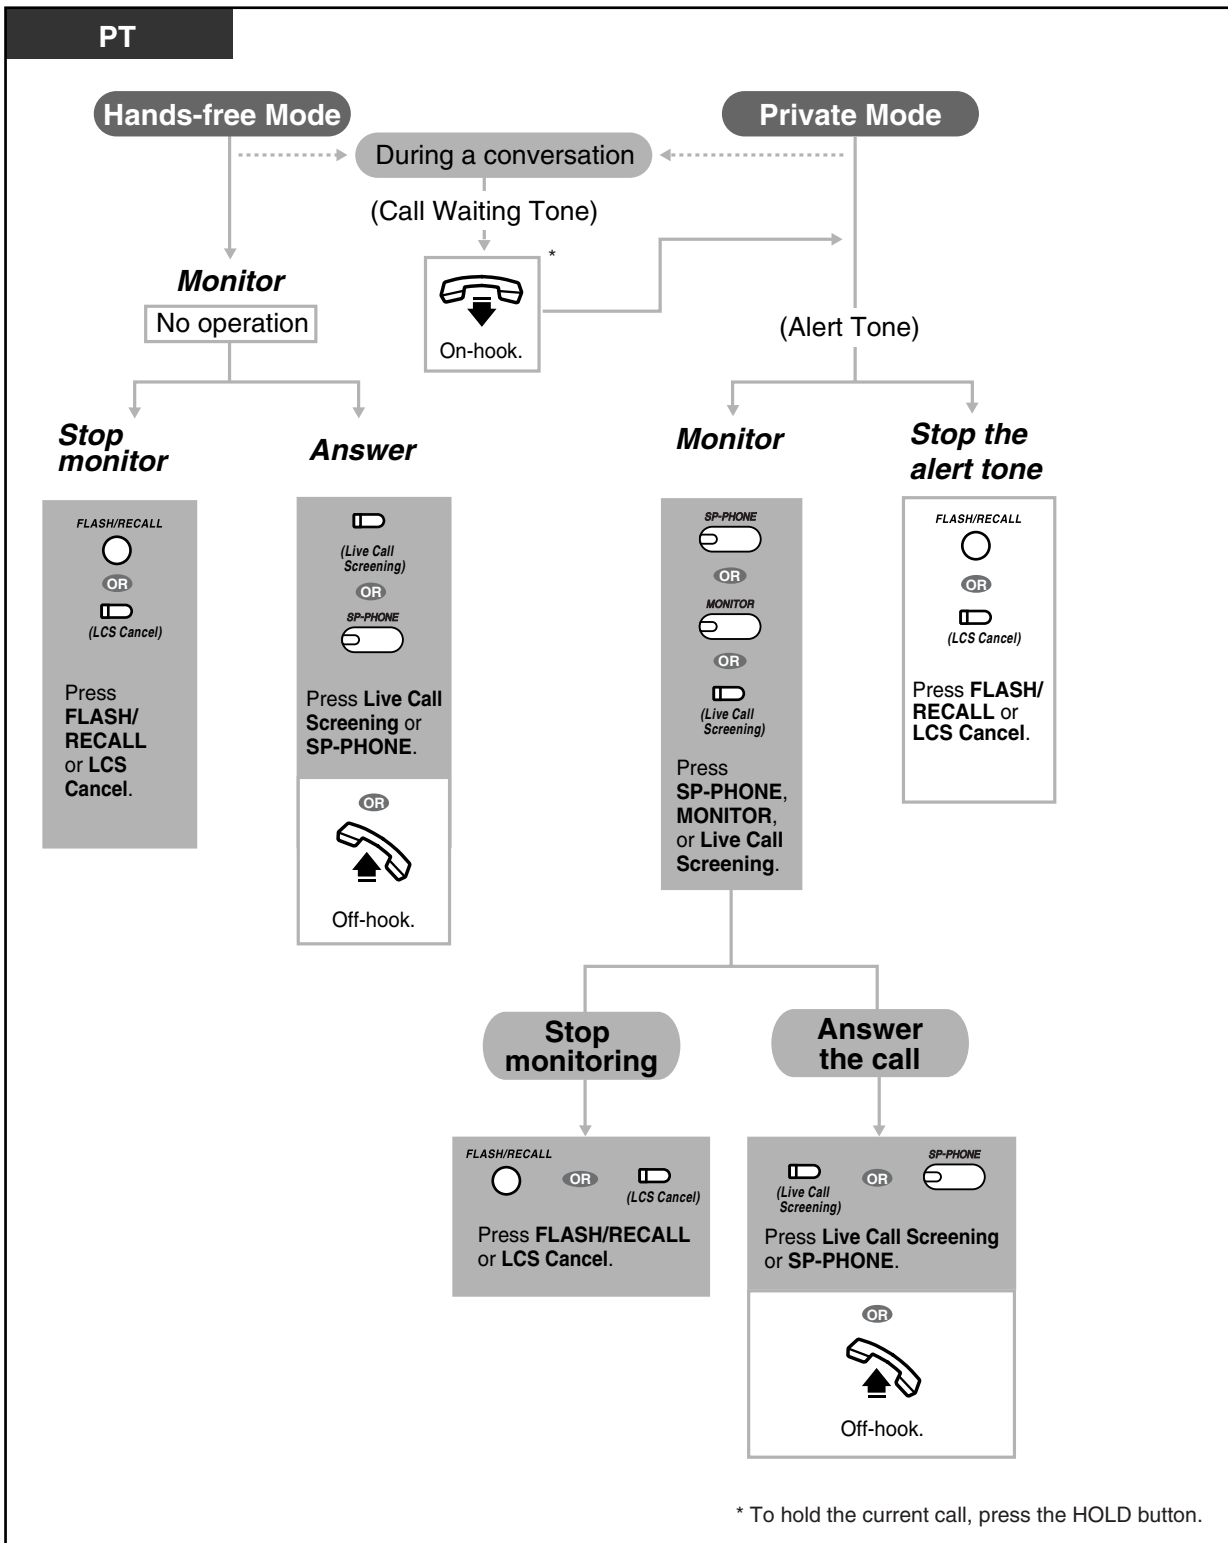 PT
Hands-free Mode
Private Mode
During a conversation
(Call Waiting Tone)
*
On-hook.
Monitor
No operation
(Alert Tone)
Stop
monitor
FLASH/RECALL
OR
(LCS Cancel)
Press
FLASH/
RECALL
or LCS
Cancel.
Answer
(Live Call
Screening)
OR
SP-PHONE
Press Live Call
Screening or
SP-PHONE.
OR
Off-hook.
Monitor
SP-PHONE
OR
MONITOR
OR
(Live Call
Screening)
Press
SP-PHONE,
MONITOR,
or Live Call
Screening.
Stop the
alert tone
FLASH/RECALL
OR
(LCS Cancel)
Press FLASH/
RECALL or
LCS Cancel.
Stop
monitoring
FLASH/RECALL
OR
(LCS Cancel)
Press FLASH/RECALL
or LCS Cancel.
Answer
the call
(Live Call
Screening)
OR
SP-PHONE
Press Live Call Screening
or SP-PHONE.
OR
Off-hook.
* To hold the current call, press the HOLD button.